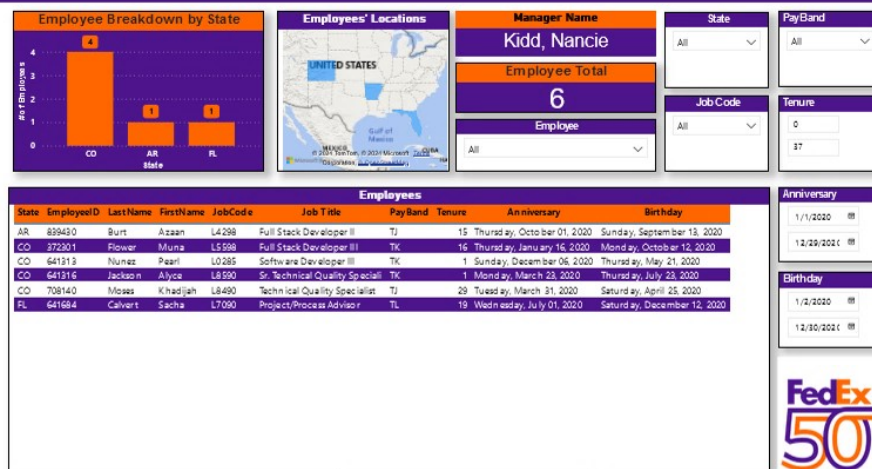 Employee Breakdown by State
4
3
2
1
0
# of Employees
4
1
1
CO AR FL
State
Employees' Locations
UNITED STATES
Gulf of
Mexico
MEXICO
CUBA
© 2024 TomTom, © 2024 Microsoft Corporation
Microsoft
Manager Name
Kidd, Nancie
Employee Total
6
Employee
All
State
All
PayBand
All
Job Code
All
Tenure
0
37
Employees
State EmployeeID LastName FirstName JobCode Job Title PayBand Tenure Anniversary Birthday
AR 839430 Burt Azaan L4298 Full Stack Developer II TJ 15 Thursday, October 01, 2020 Sunday, September 13, 2020
CO 372301 Flower Muna L5598 Full Stack Developer III TK 16 Thursday, January 16, 2020 Monday, October 12, 2020
CO 641313 Nunez Pearl L0285 Software Developer III TK 1 Sunday, December 06, 2020 Thursday, May 21, 2020
CO 641316 Jackson Alyce L8590 Sr. Technical Quality Speciali TK 1 Monday, March 23, 2020 Thursday, July 23, 2020
CO 708140 Moses Khadijah L8490 Technical Quality Specialist TJ 29 Tuesday, March 31, 2020 Saturday, April 25, 2020
FL 641684 Calvert Sacha L7090 Project/Process Advisor TL 19 Wednesday, July 01, 2020 Saturday, December 12, 2020
Anniversary
1/1/2020
12/29/202
Birthday
1/2/2020
12/30/202
FedEx
50